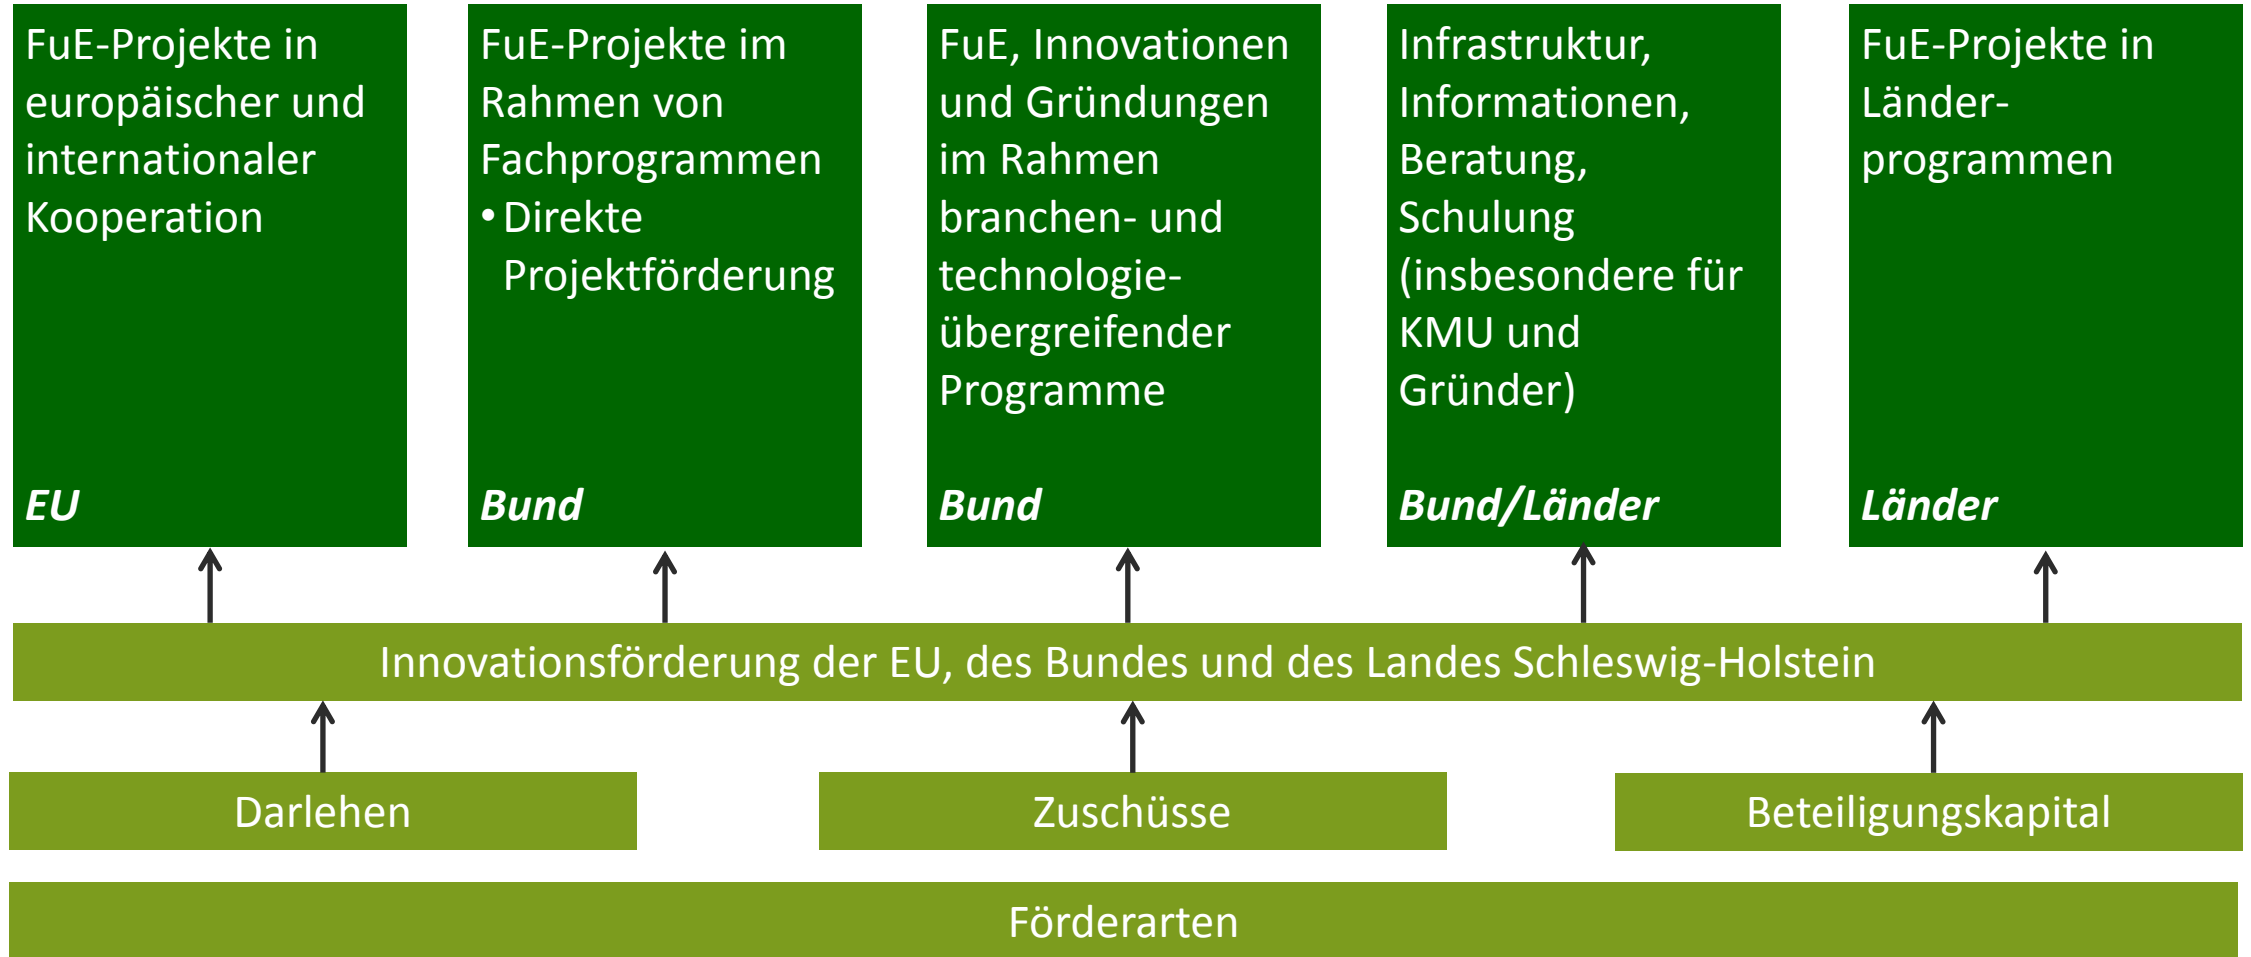 FuE-Projekte in
europäischer und
internationaler
Kooperation
EU
FuE-Projekte im
Rahmen von
Fachprogrammen
• Direkte
Projektförderung
Bund
FuE, Innovationen
und Gründungen
im Rahmen
branchen- und
technologie-
übergreifender
Programme
Bund
Infrastruktur,
Informationen,
Beratung,
Schulung
(insbesondere für
KMU und
Gründer)
Bund/Länder
FuE-Projekte in
Länder-
programmen
Länder
Innovationsförderung der EU, des Bundes und des Landes Schleswig-Holstein
Darlehen
Zuschüsse
Beteiligungskapital
Förderarten